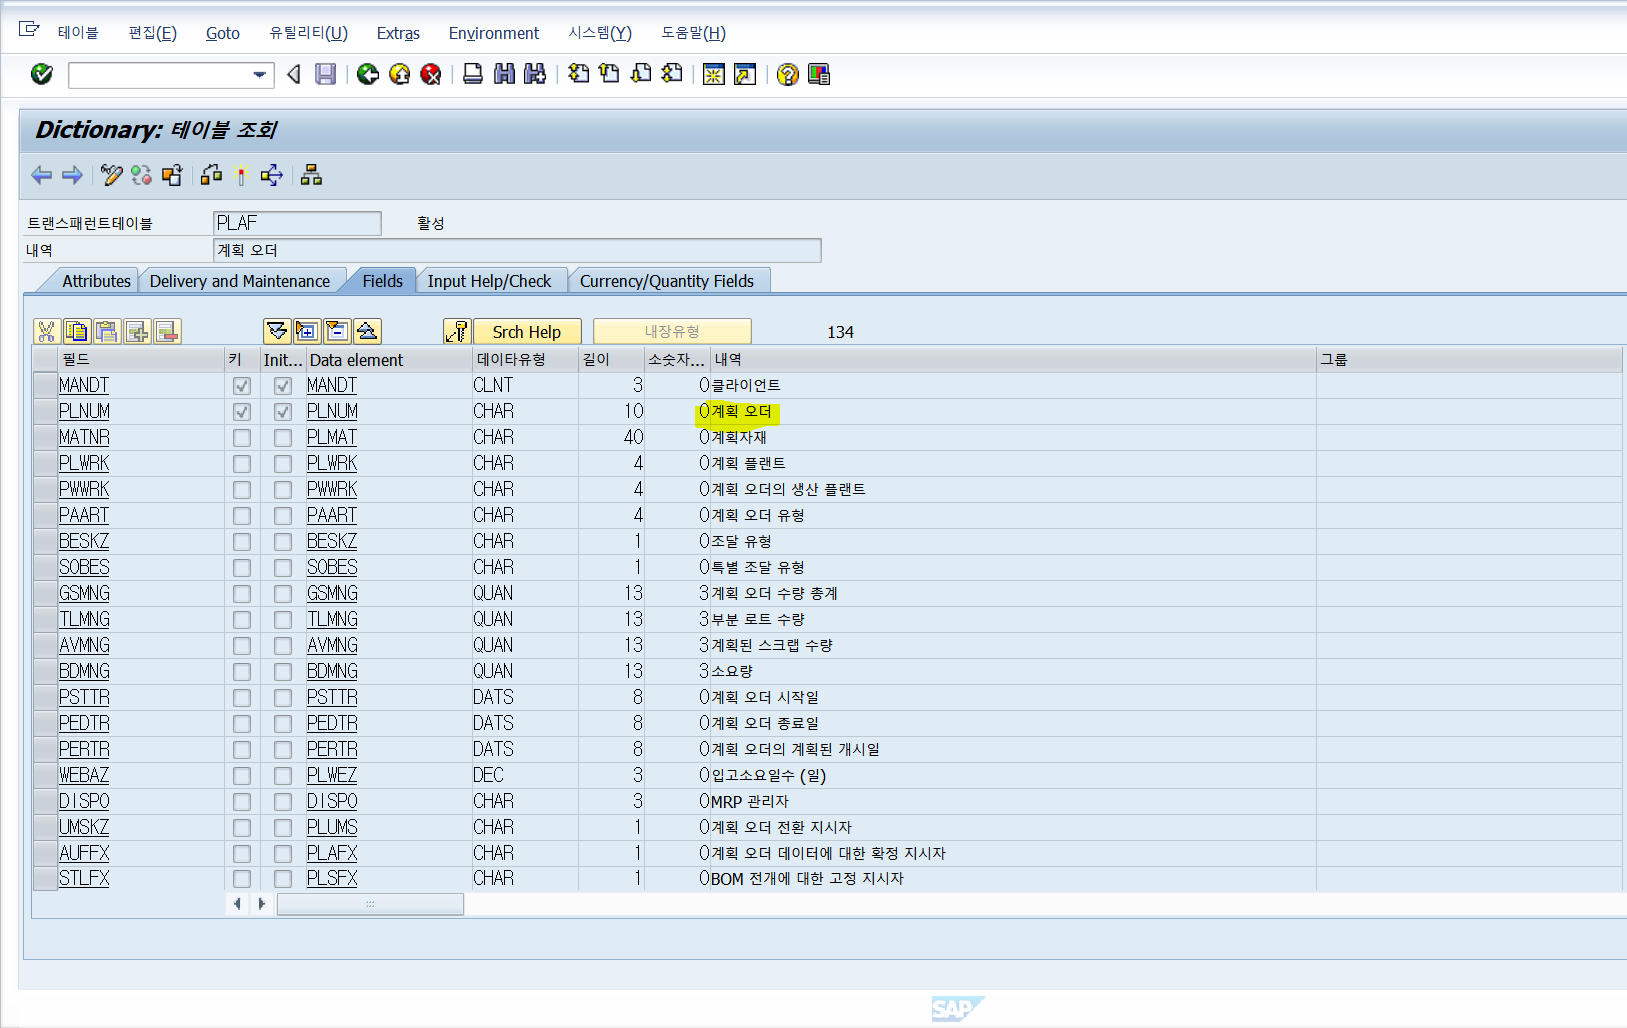 테이블 편집(E) Goto 유틸리티(U) Extras Environment 시스템(Y) 도움말(H)
Dictionary: 테이블 조회
트랜스패런트테이블 PLAF 활성
내역 계획 오더
Attributes Delivery and Maintenance Fields Input Help/Check Currency/Quantity Fields
Srch Help 내장유형 134
필드 키 Init... Data element 데이타유형 길이 소숫자... 내역 그룹
MANDT MANDT CLNT 3 0 클라이언트
PLNUM PLNUM CHAR 10 0 계획 오더
MATNR PLMAT CHAR 40 0 계획자재
PLWRK PLWRK CHAR 4 0 계획 플랜트
PWWRK PWWRK CHAR 4 0 계획 오더의 생산 플랜트
PAART PAART CHAR 4 0 계획 오더 유형
BESKZ BESKZ CHAR 1 0 조달 유형
SOBES SOBES CHAR 1 0 특별 조달 유형
GSMNG GSMNG QUAN 13 3 계획 오더 수량 총계
TLMNG TLMNG QUAN 13 3 부분 로트 수량
AVMNG AVMNG QUAN 13 3 계획된 스크랩 수량
BDMNG BDMNG QUAN 13 3 소요량
PSTTR PSTTR DATS 8 0 계획 오더 시작일
PEDTR PEDTR DATS 8 0 계획 오더 종료일
PERTR PERTR DATS 8 0 계획 오더의 계획된 개시일
WEBAZ PLWEZ DEC 3 0 입고소요일수 (일)
DISPO DISPO CHAR 3 0 MRP 관리자
UMSKZ PLUMS CHAR 1 0 계획 오더 전환 지시자
AUFFX PLAFX CHAR 1 0 계획 오더 데이터에 대한 확정 지시자
STLFX PLSFX CHAR 1 0 BOM 전개에 대한 고정 지시자
SAP